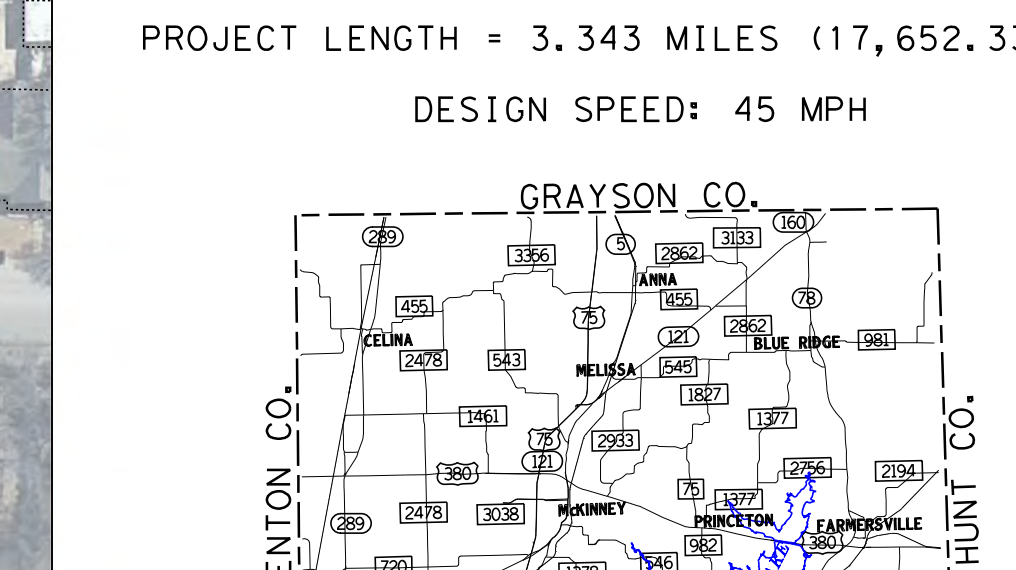 PROJECT LENGTH = 3.343 MILES (17,652.33
DESIGN SPEED: 45 MPH
GRAYSON CO.
160
289
3133
5
3356
2862
ANNA
78
455
455
75
2862
121
CELINA
BLUE RIDGE
981
2478
543
545
MELISSA
1827
1461
1377
CO.
CO.
75
2933
121
380
2756
2194
75
1377
2478
3038
McKINNEY
289
PRINCETON
FARMERSVILLE
ENTON
HUNT
982
380
720
546